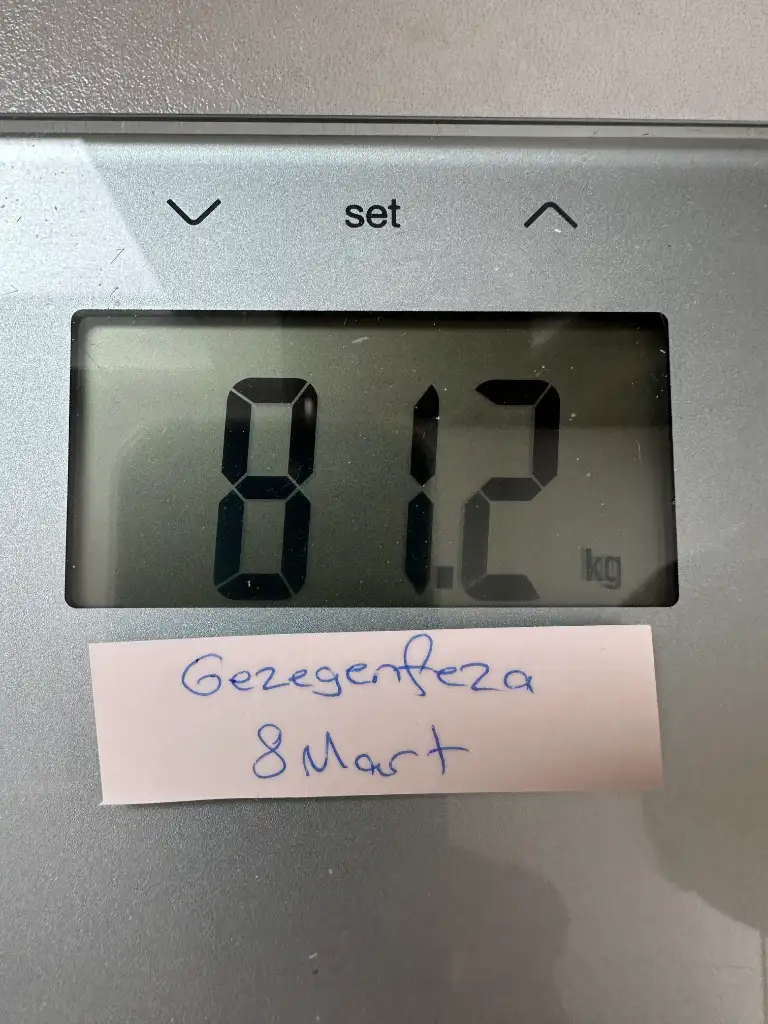 set
81.2 kg
Gezegenfeza
8 Mart